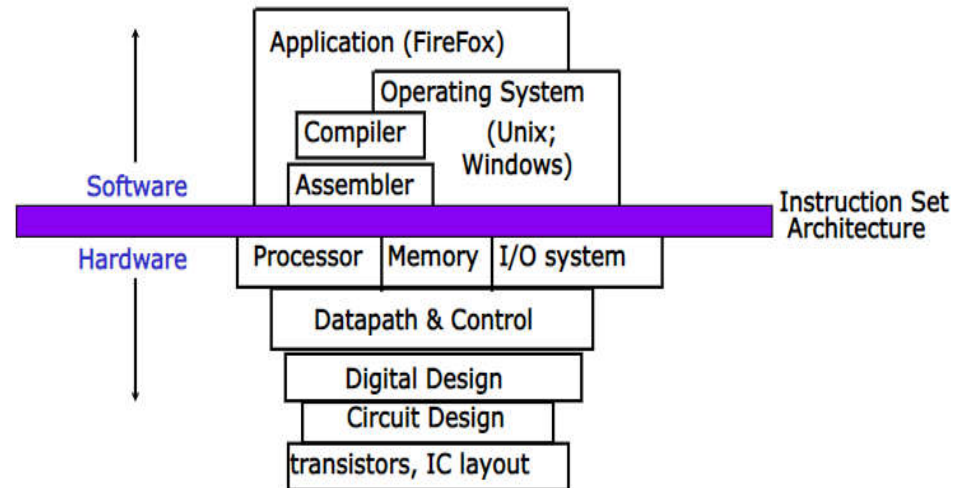 Application (FireFox)
Operating System
Compiler
(Unix;
Windows)
Assembler
Software
Instruction Set
Architecture
Hardware
Processor
Memory
I/O system
Datapath & Control
Digital Design
Circuit Design
transistors, IC layout